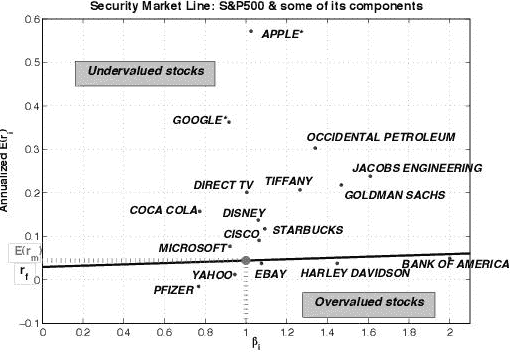 Security Market Line: S&P500 & some of its components
0.6
APPLE*
0.5
Undervalued stocks
0.4
GOOGLE*
OCCIDENTAL PETROLEUM
0.3
JACOBS ENGINEERING
DIRECT TV
TIFFANY
GOLDMAN SACHS
0.2
COCA COLA
DISNEY
STARBUCKS
CISCO
0.1
MICROSOFT
E(rm)
rf
YAHOO
EBAY
HARLEY DAVIDSON
BANK OF AMERICA
0
PFIZER
Overvalued stocks
-0.1
0 0.2 0.4 0.6 0.8 1.0 1.2 1.4 1.6 1.8 2
βi
Annualized E(ri)